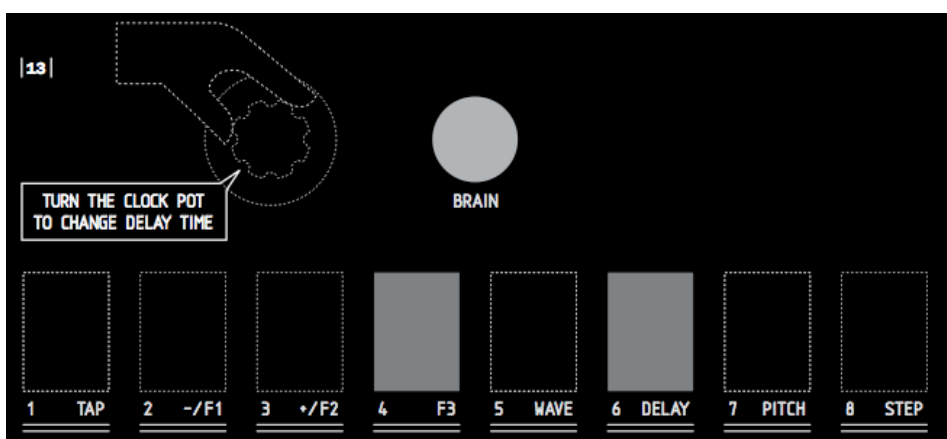 |13|
TURN THE CLOCK POT
TO CHANGE DELAY TIME
BRAIN
1 TAP 2 -/F1 3 +/F2 4 F3 5 WAVE 6 DELAY 7 PITCH 8 STEP